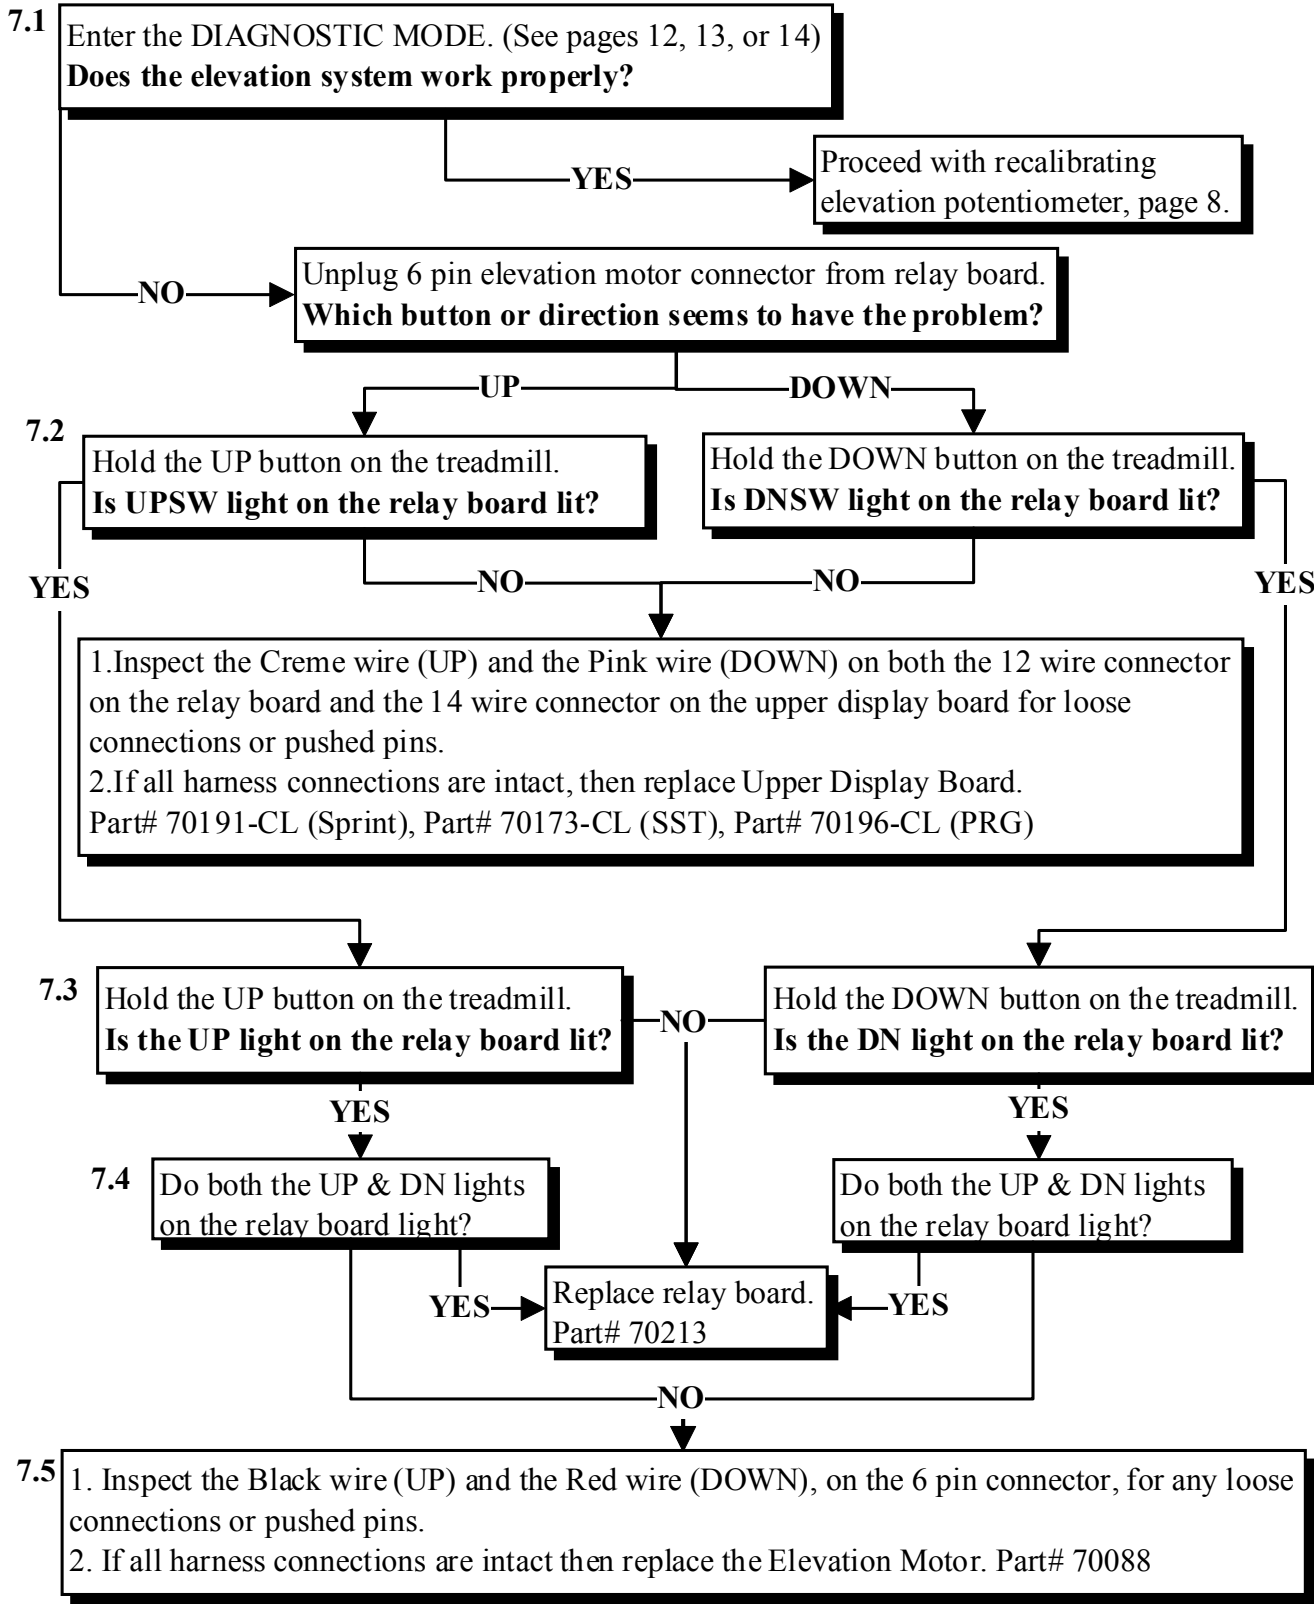 7.1
Enter the DIAGNOSTIC MODE. (See pages 12, 13, or 14)
Does the elevation system work properly?
YES
Proceed with recalibrating
elevation potentiometer, page 8.
NO
Unplug 6 pin elevation motor connector from relay board.
Which button or direction seems to have the problem?
UP
DOWN
7.2
Hold the UP button on the treadmill.
Is UPSW light on the relay board lit?
Hold the DOWN button on the treadmill.
Is DNSW light on the relay board lit?
YES
NO
NO
YES
1.Inspect the Creme wire (UP) and the Pink wire (DOWN) on both the 12 wire connector
on the relay board and the 14 wire connector on the upper display board for loose
connections or pushed pins.
2.If all harness connections are intact, then replace Upper Display Board.
Part# 70191-CL (Sprint), Part# 70173-CL (SST), Part# 70196-CL (PRG)
7.3
Hold the UP button on the treadmill.
Is the UP light on the relay board lit?
NO
Hold the DOWN button on the treadmill.
Is the DN light on the relay board lit?
YES
YES
7.4
Do both the UP & DN lights
on the relay board light?
Do both the UP & DN lights
on the relay board light?
YES
Replace relay board.
Part# 70213
YES
NO
7.5
1. Inspect the Black wire (UP) and the Red wire (DOWN), on the 6 pin connector, for any loose
connections or pushed pins.
2. If all harness connections are intact then replace the Elevation Motor. Part# 70088